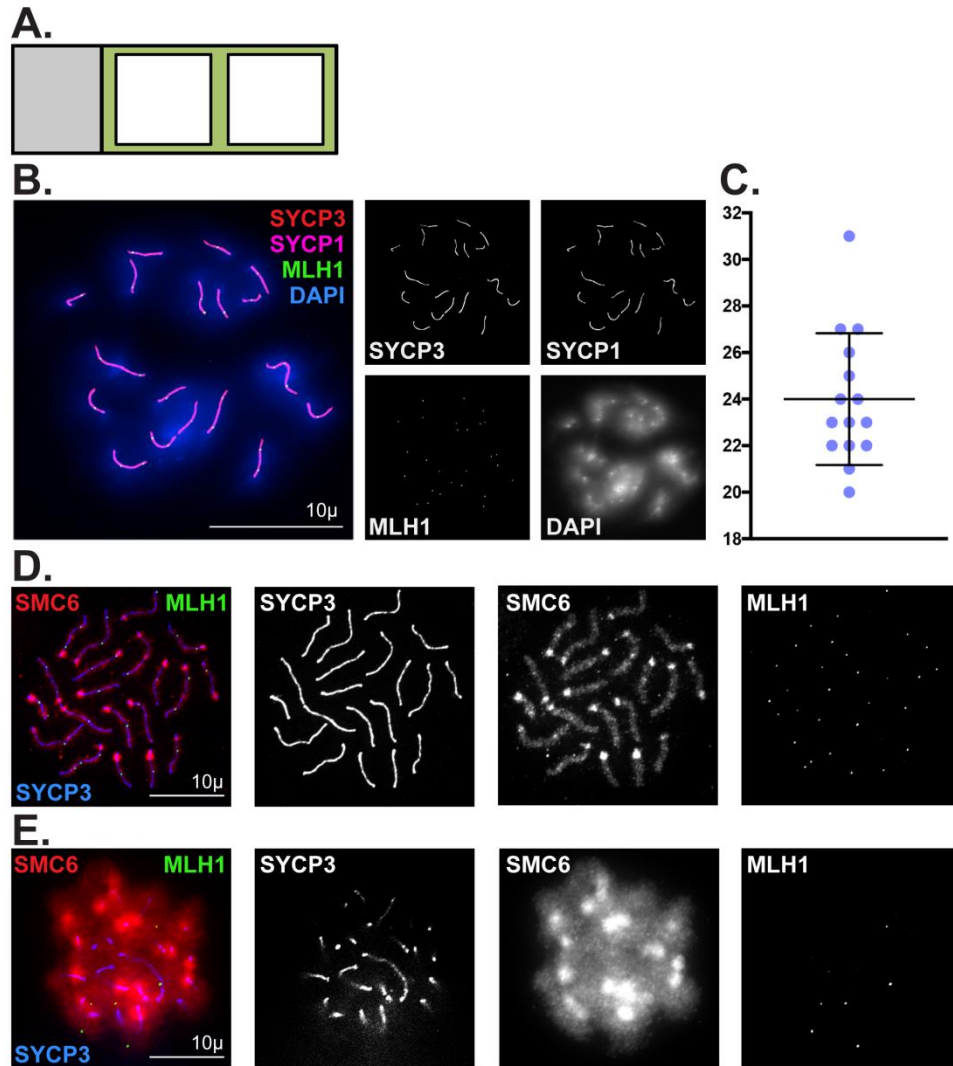 A.
B.
SYCP3
SYCP1
MLH1
DAPI
10µ
SYCP3
SYCP1
MLH1
DAPI
C.
32
30
28
26
24
22
20
18
D.
SMC6
MLH1
SYCP3
10µ
SYCP3
SMC6
MLH1
E.
SMC6
MLH1
SYCP3
10µ
SYCP3
SMC6
MLH1